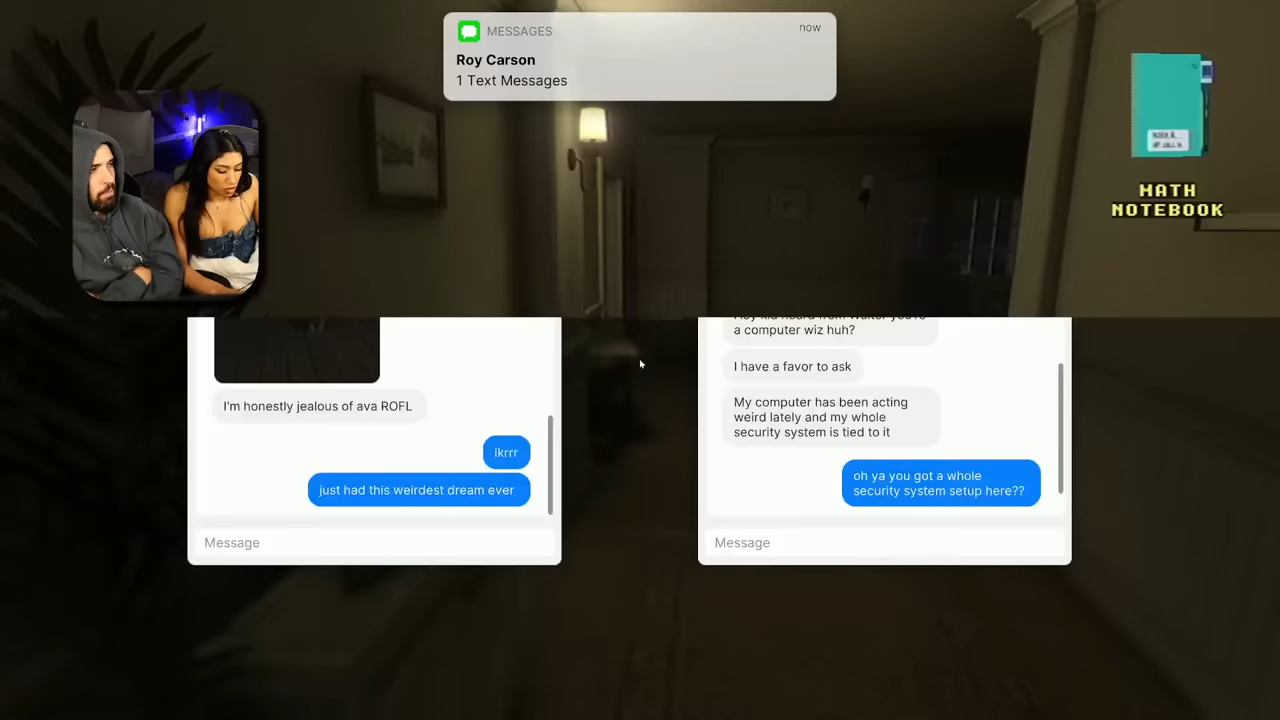 MESSAGES
now
Roy Carson
1 Text Messages
MATH
NOTEBOOK
I'm honestly jealous of ava ROFL
ikrrr
just had this weirdest dream ever
Message
a computer wiz huh?
I have a favor to ask
My computer has been acting
weird lately and my whole
security system is tied to it
oh ya you got a whole
security system setup here??
Message